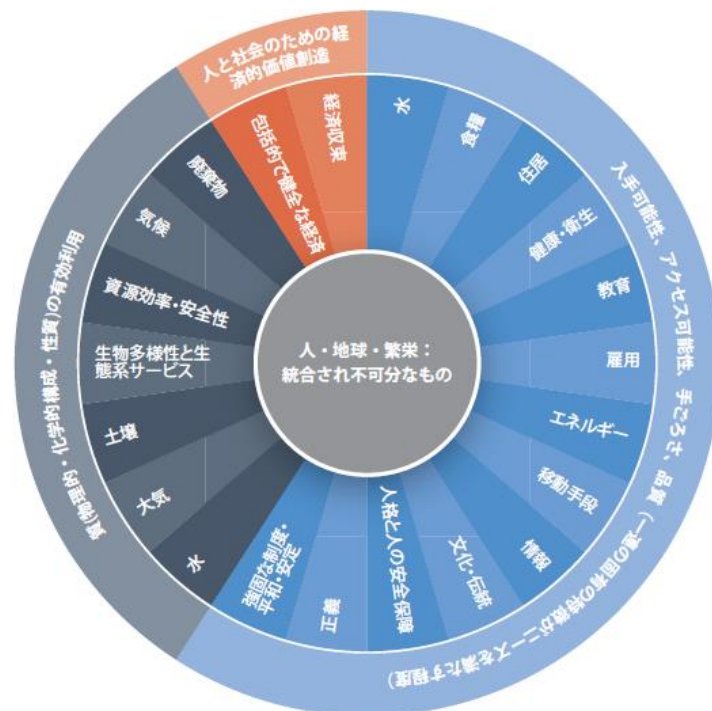 人と社会のための経
済的価値創造
入手可能性、アクセス可能性、手ごろさ、品質（一連の固有の特徴がニーズを満たす程度）
質(物理的・化学的構成・性質)の有効利用
水
食糧
住居
健康・衛生
教育
雇用
エネルギー
移動手段
情報
文化・伝統
人格と人の安全保障
正義
強固な制度・
平和・安定
水
大気
土壌
生物多様性と生
態系サービス
資源効率・安全性
気候
廃棄物
包括的で健全な経済
経済収束
人・地球・繁栄：
統合され不可分なもの